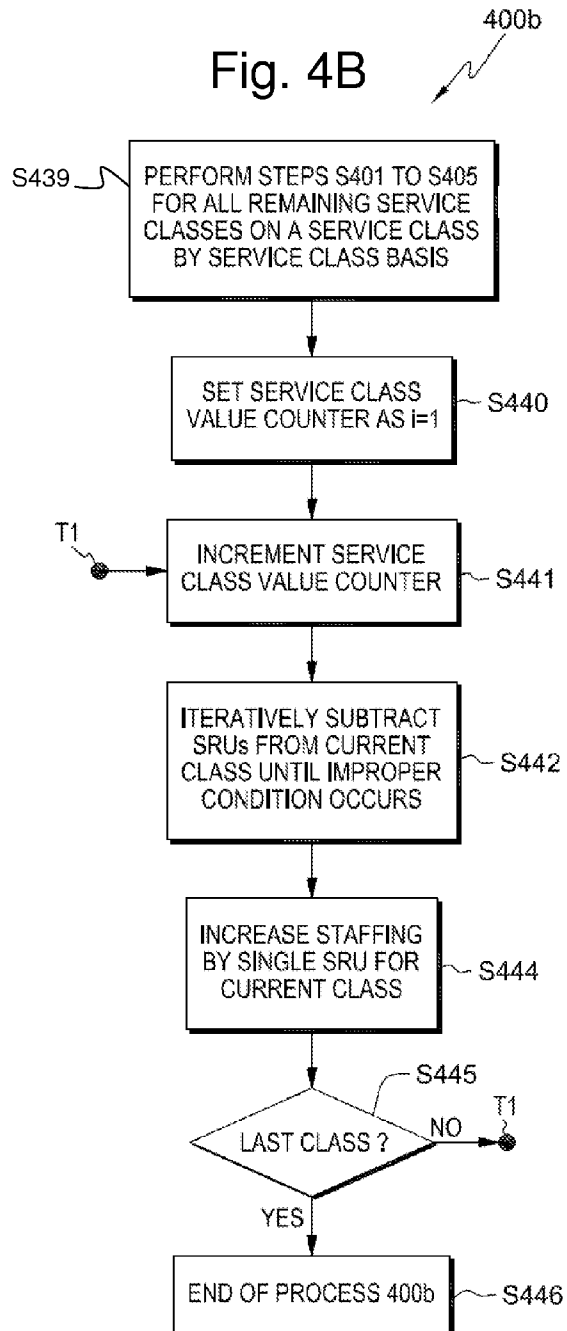 400b
Fig. 4B
S439
PERFORM STEPS S401 TO S405
FOR ALL REMAINING SERVICE
CLASSES ON A SERVICE CLASS
BY SERVICE CLASS BASIS
SET SERVICE CLASS
VALUE COUNTER AS i=1
S440
T1
INCREMENT SERVICE
CLASS VALUE COUNTER
S441
ITERATIVELY SUBTRACT
SRUs FROM CURRENT
CLASS UNTIL IMPROPER
CONDITION OCCURS
S442
INCREASE STAFFING
BY SINGLE SRU FOR
CURRENT CLASS
S444
S445
LAST CLASS ?
NO
T1
YES
END OF PROCESS 400b
S446